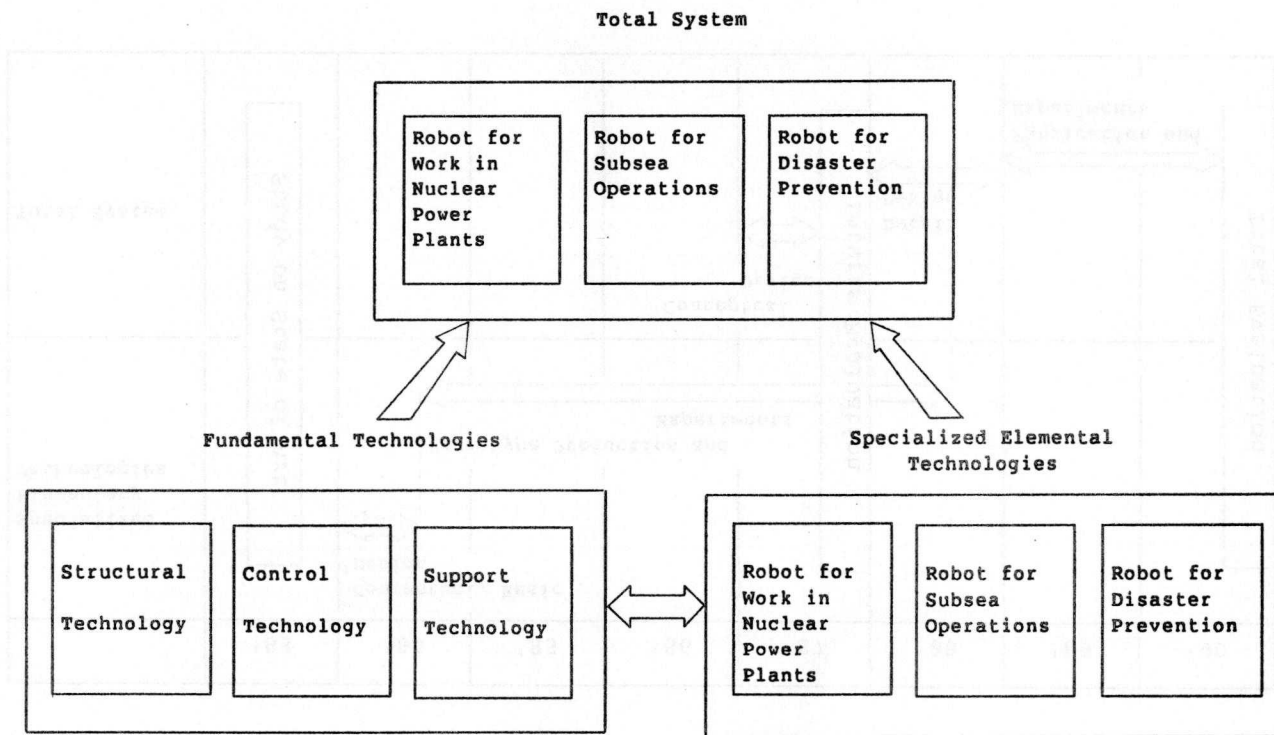 Total System
Robot for
Work in
Nuclear
Power
Plants
Robot for
Subsea
Operations
Robot for
Disaster
Prevention
Fundamental Technologies
Specialized Elemental
Technologies
Structural
Technology
Control
Technology
Support
Technology
Robot for
Work in
Nuclear
Power
Plants
Robot for
Subsea
Operations
Robot for
Disaster
Prevention